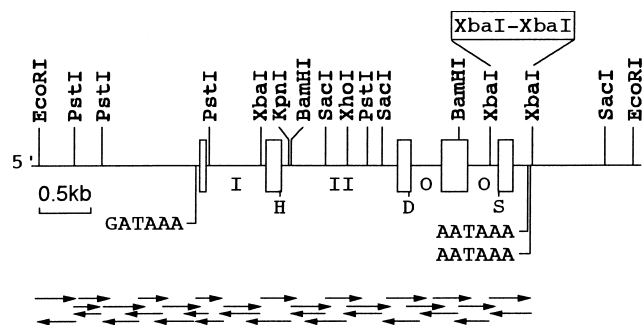 XbaI-XbaI
EcoRI PstI PstI PstI XbaI KpnI BamHI SacI XhoI PstI SacI BamHI XbaI XbaI SacI EcoRI
5'
0.5kb I II O O
H D S
GATAAA
AATAAA
AATAAA